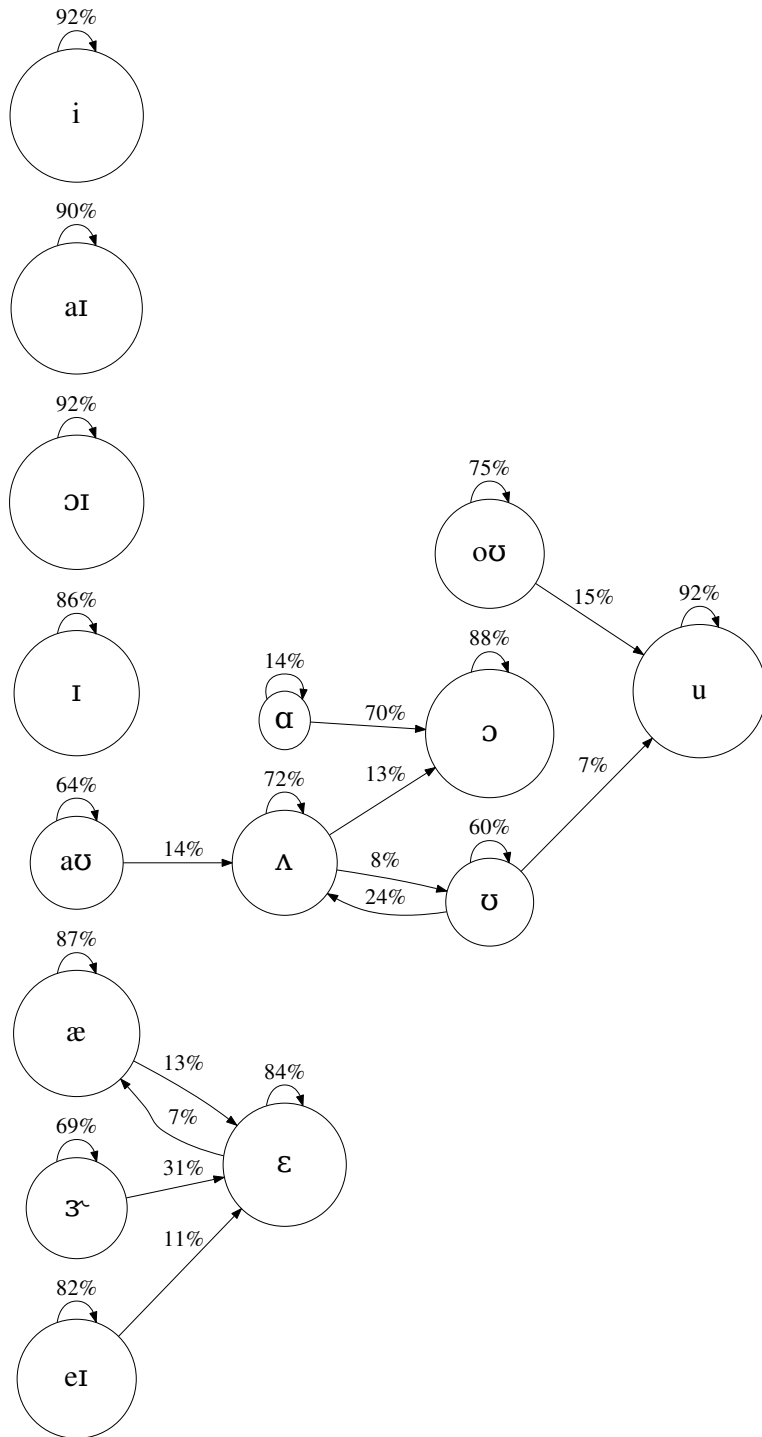 92%
i
90%
aɪ
92%
ɔɪ
75%
oʊ
15%
86%
ɪ
92%
u
14%
ɑ
70%
88%
ɔ
13%
7%
64%
aʊ
14%
72%
ʌ
8%
24%
60%
ʊ
87%
æ
13%
7%
84%
ɛ
69%
ɝ
31%
11%
82%
eɪ